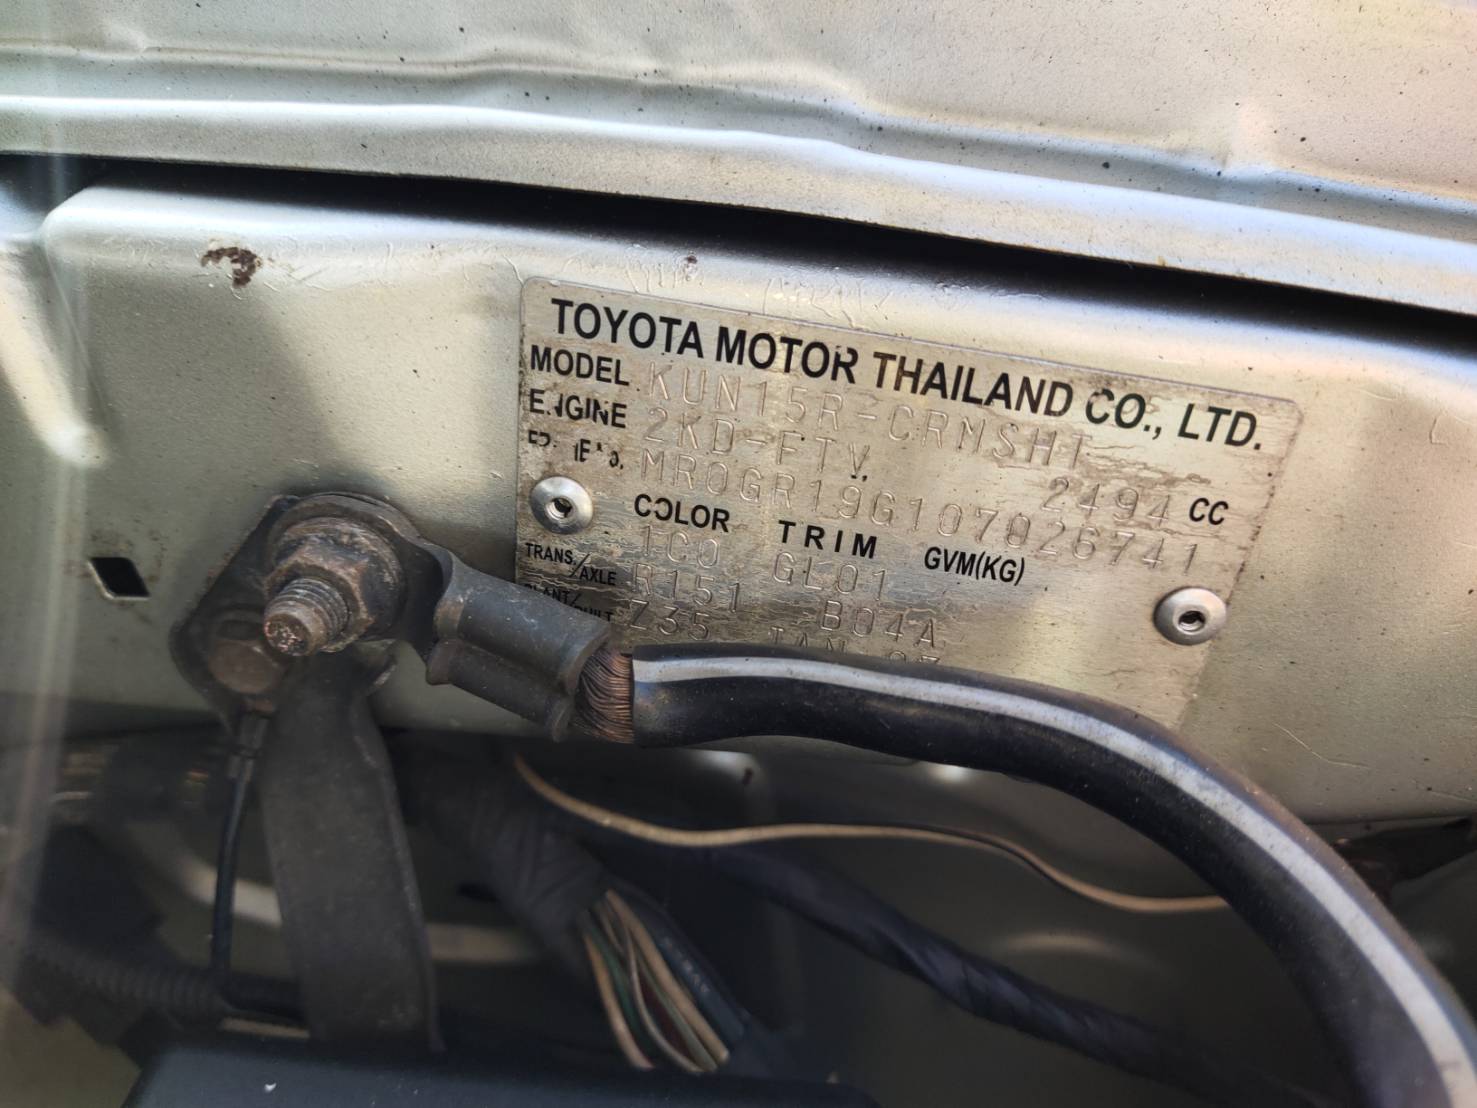 TOYOTA MOTOR THAILAND CO., LTD.
MODEL KUN15R-CRMSHT
ENGINE 2KD-FTV 2494 CC
MR0GR19G107026741
COLOR TRIM GVM(KG)
1C0 GL01
TRANS./AXLE R151 B04A
Z35